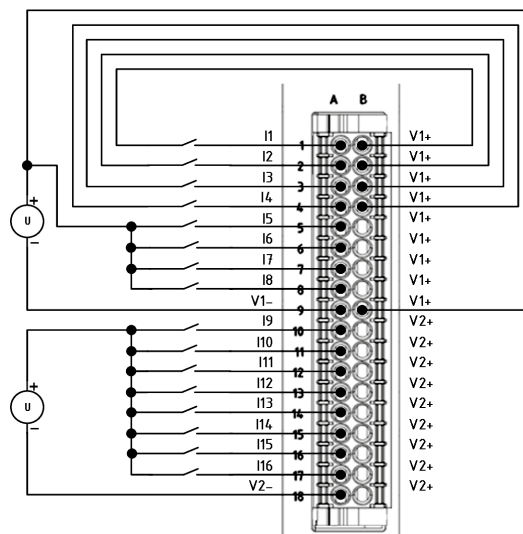 A B
I1 1 V1+
I2 2 V1+
I3 3 V1+
I4 4 V1+
+
U
−
I5 5 V1+
I6 6 V1+
I7 7 V1+
I8 8 V1+
V1− 9 V1+
I9 10 V2+
I10 11 V2+
I11 12 V2+
+
U
−
I12 13 V2+
I13 14 V2+
I14 15 V2+
I15 16 V2+
I16 17 V2+
V2− 18 V2+